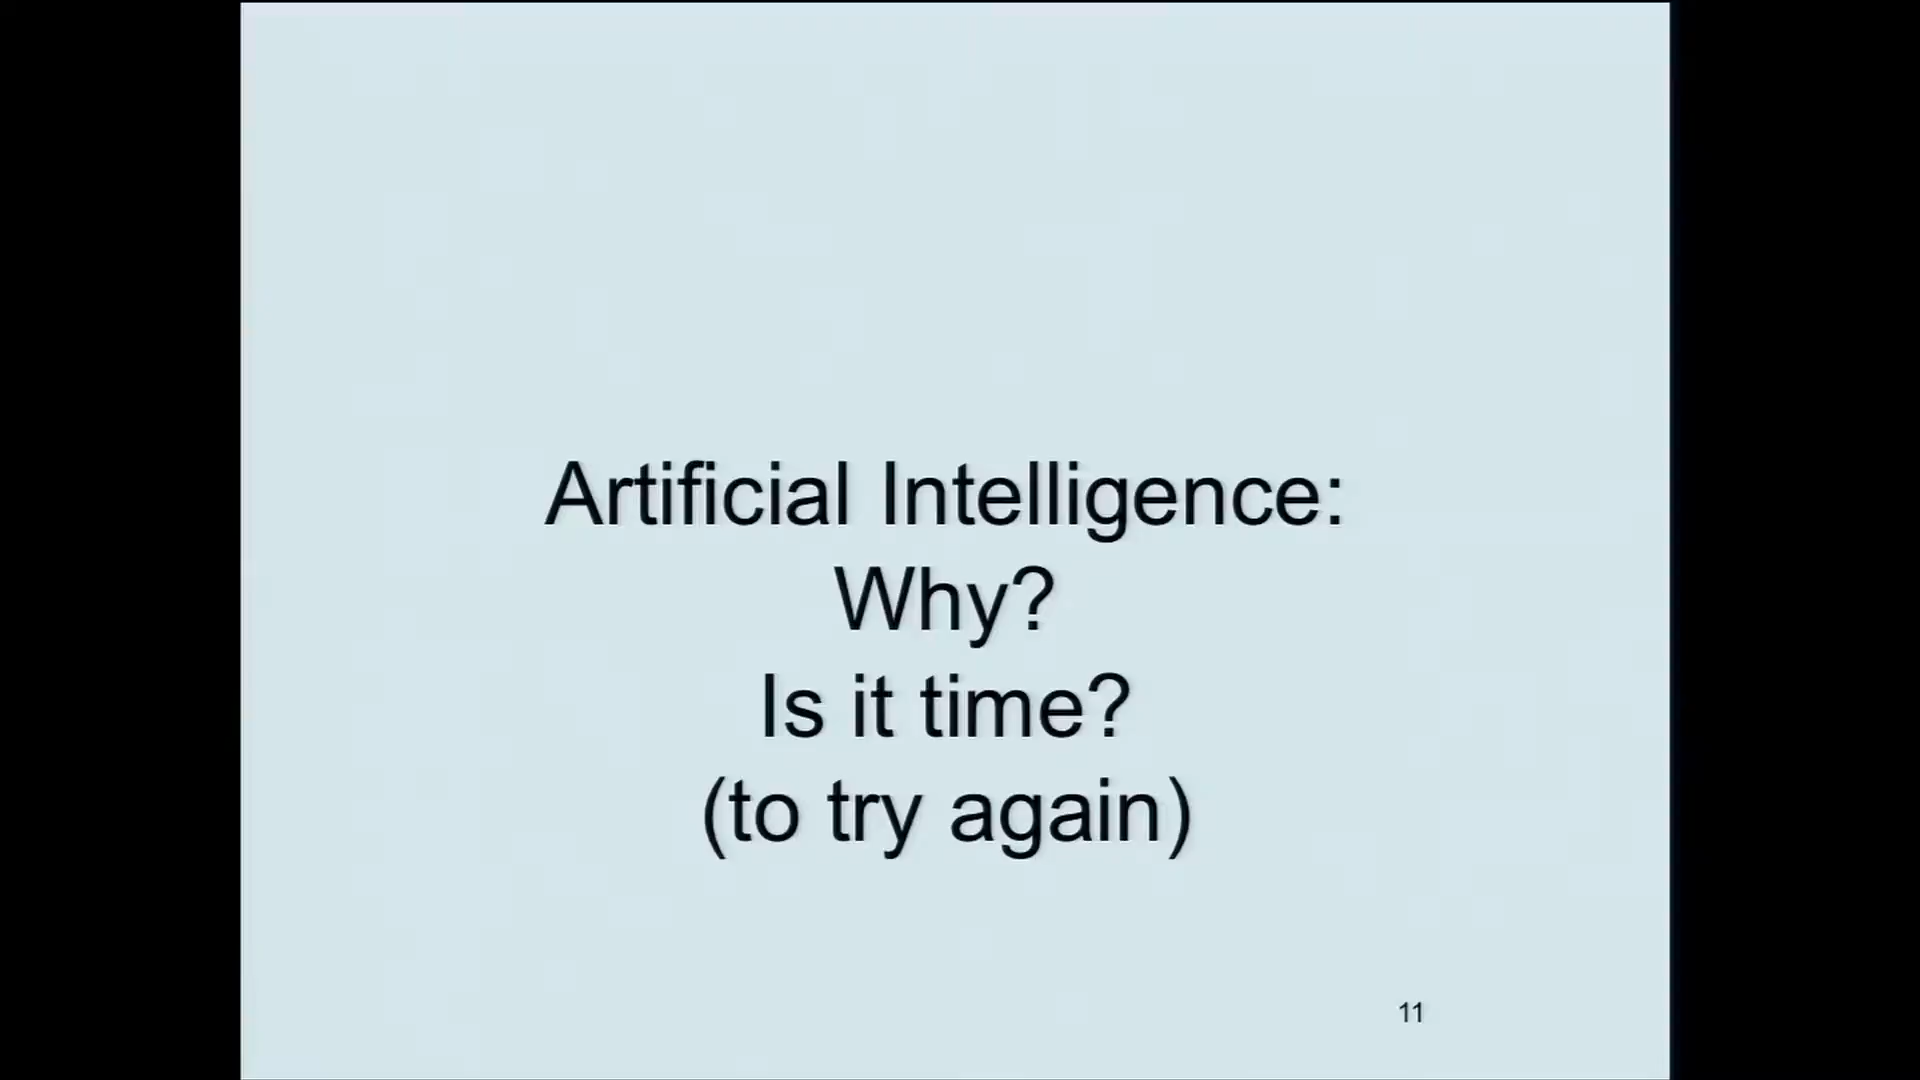 Artificial Intelligence:
Why?
Is it time?
(to try again)
11